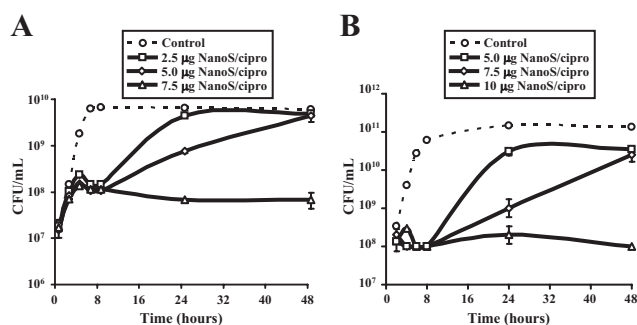 A
Control
2.5 µg NanoS/cipro
5.0 µg NanoS/cipro
7.5 µg NanoS/cipro
CFU/mL
10¹⁰
10⁹
10⁸
10⁷
10⁶
0 8 16 24 32 40 48
Time (hours)
B
Control
5.0 µg NanoS/cipro
7.5 µg NanoS/cipro
10 µg NanoS/cipro
CFU/mL
10¹²
10¹¹
10¹⁰
10⁹
10⁸
10⁷
0 8 16 24 32 40 48
Time (hours)